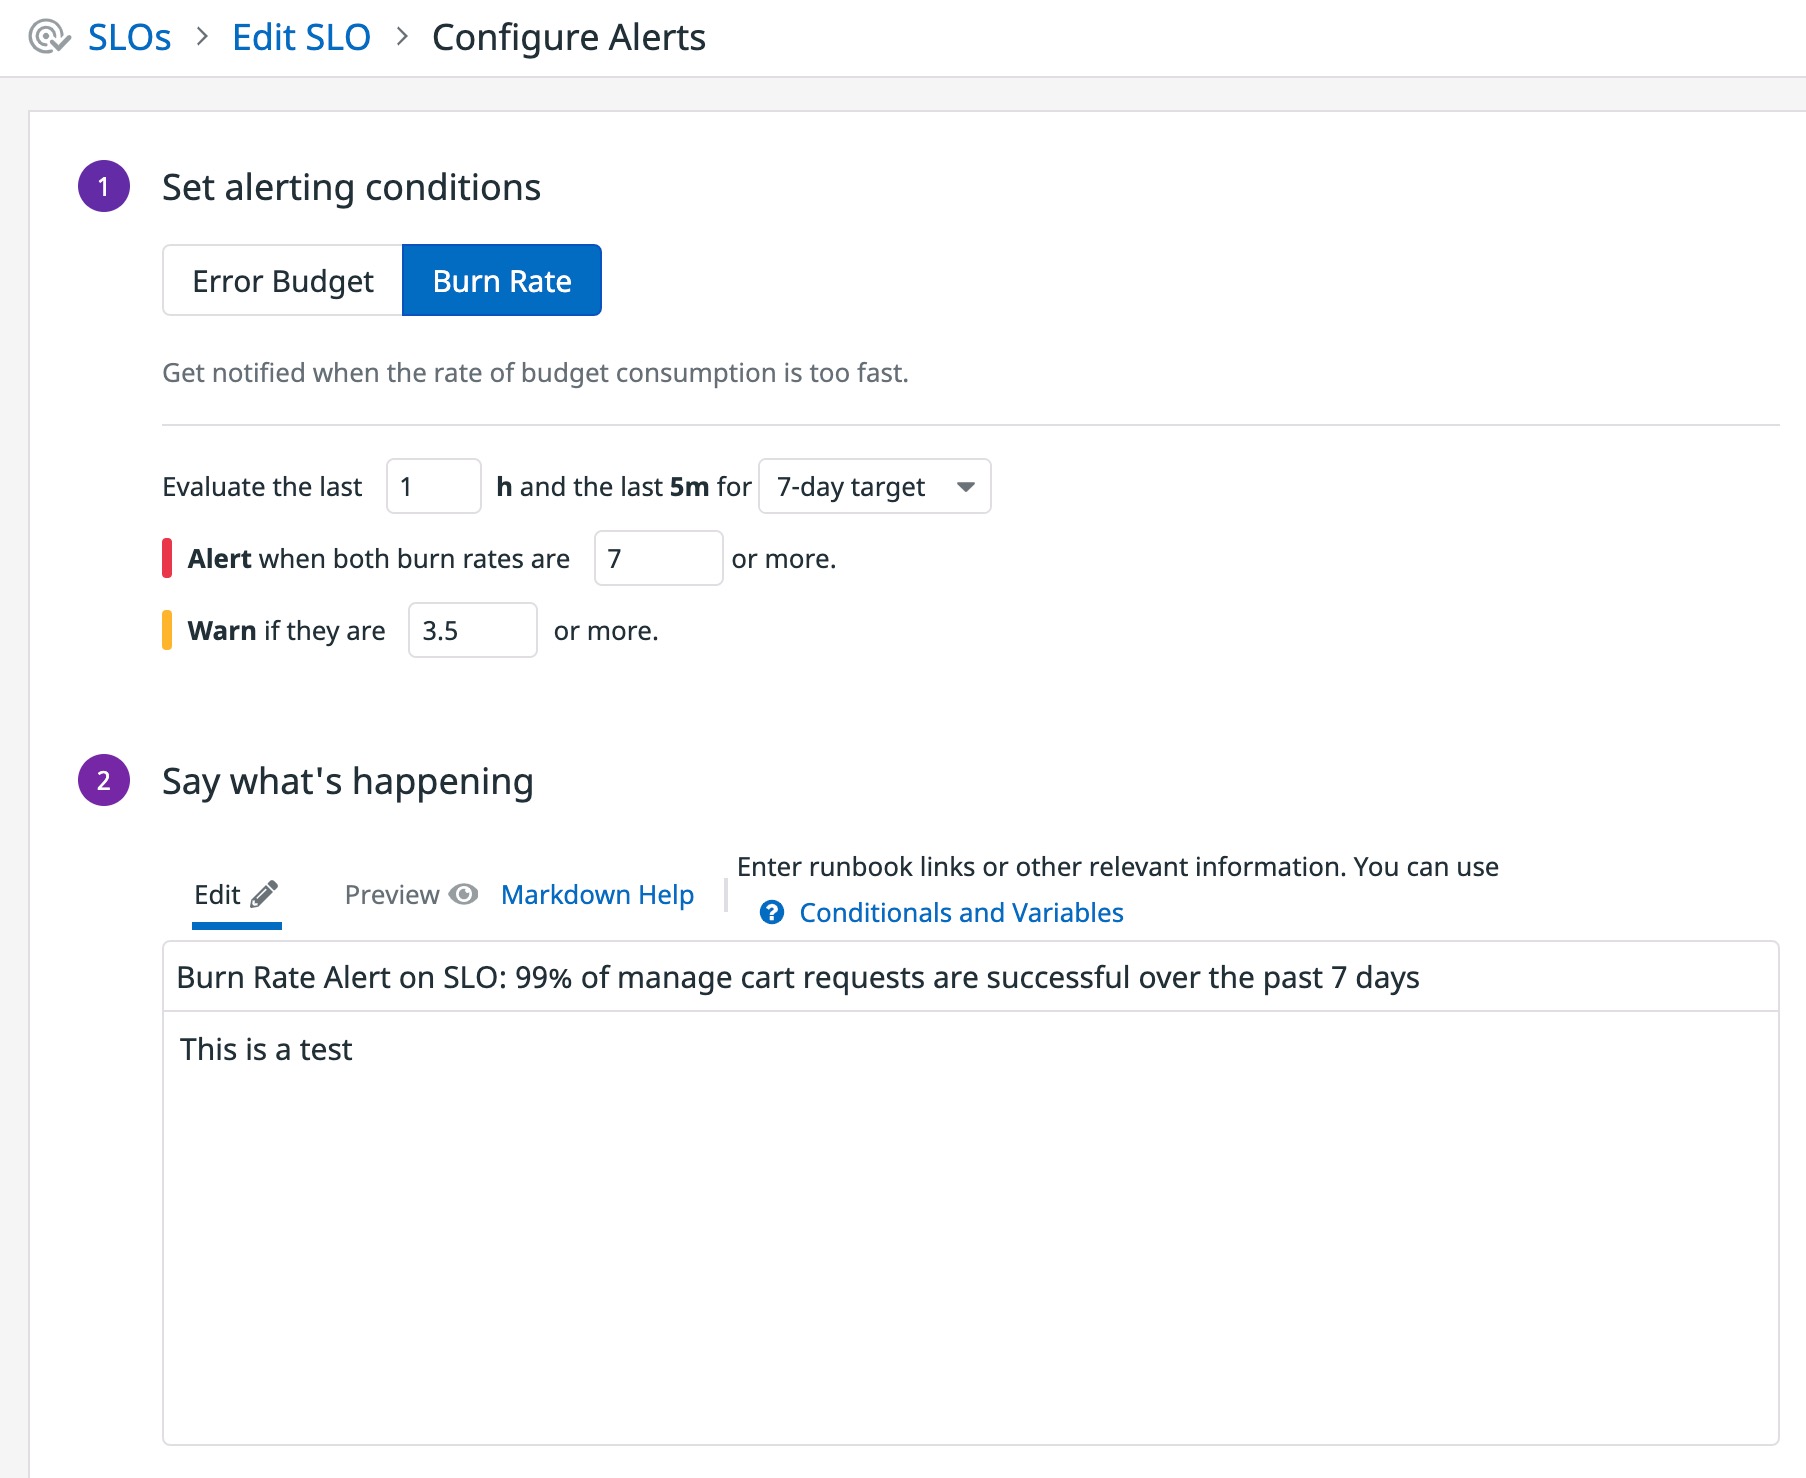 SLOs > Edit SLO > Configure Alerts
1 Set alerting conditions
Error Budget Burn Rate
Get notified when the rate of budget consumption is too fast.
Evaluate the last 1 h and the last 5m for 7-day target
Alert when both burn rates are 7 or more.
Warn if they are 3.5 or more.
2 Say what's happening
Edit Preview Markdown Help
Enter runbook links or other relevant information. You can use
? Conditionals and Variables
Burn Rate Alert on SLO: 99% of manage cart requests are successful over the past 7 days
This is a test